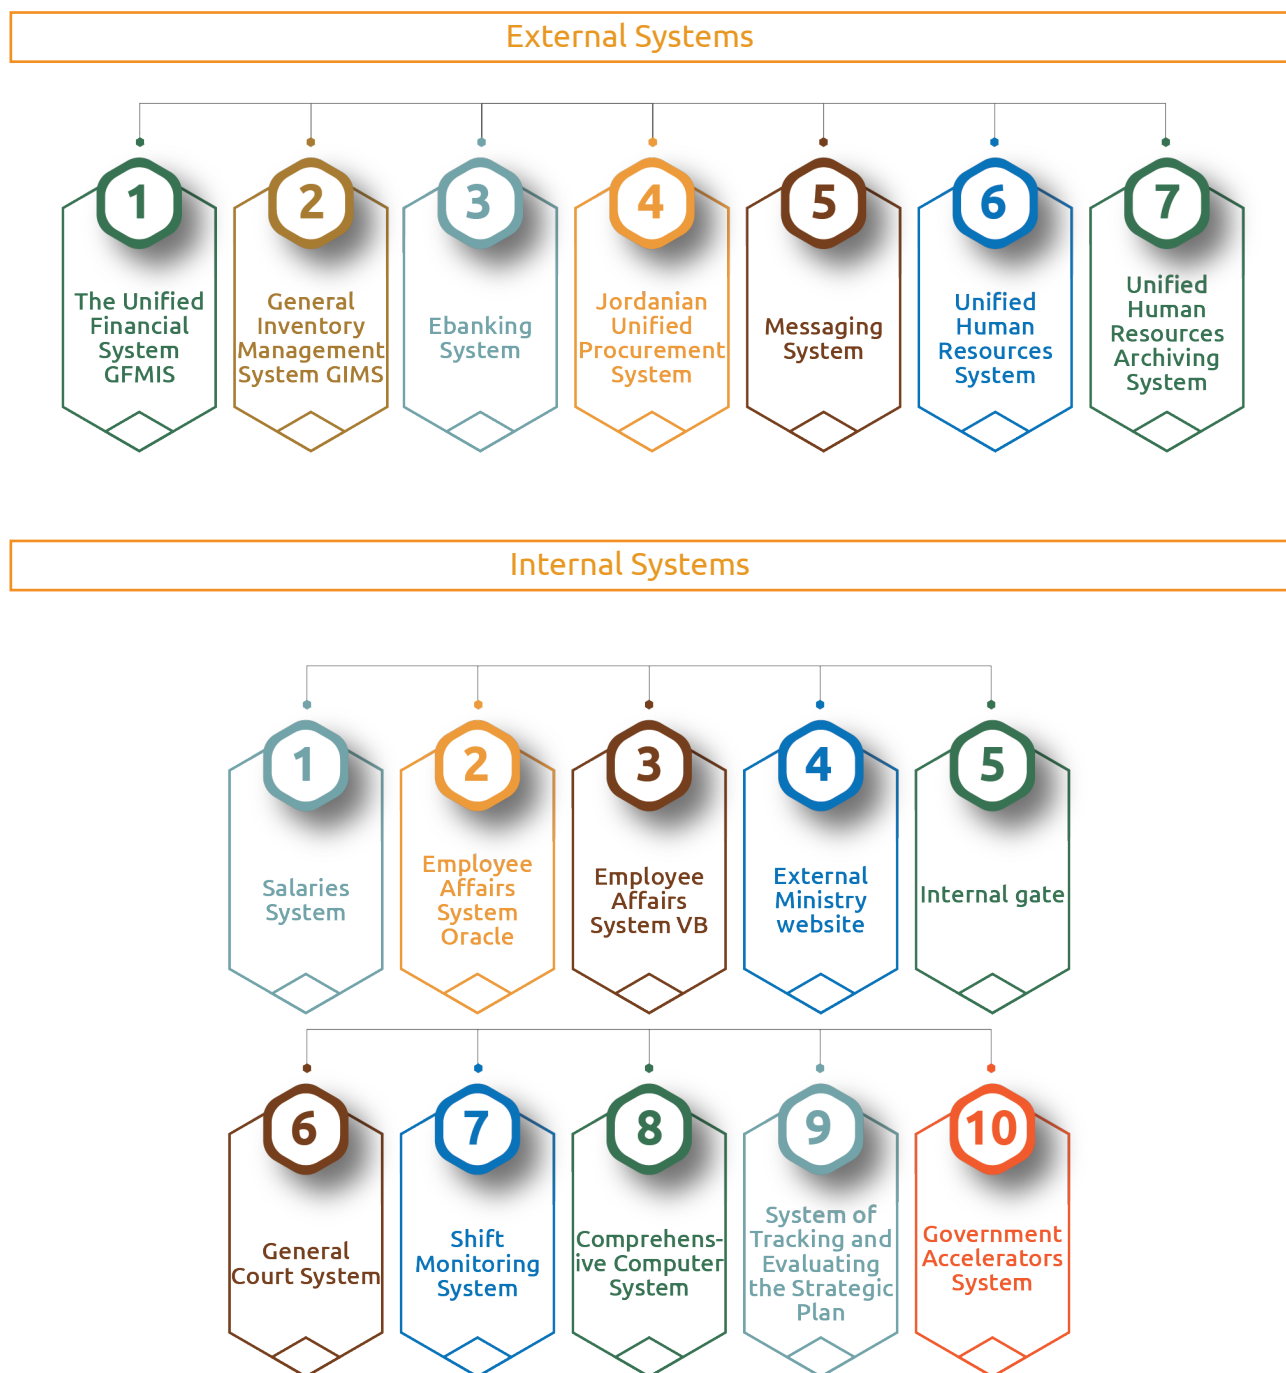 External Systems
1
2
3
4
5
6
7
The Unified
Financial
System
GFMIS
General
Inventory
Management
System GIMS
Ebanking
System
Jordanian
Unified
Procurement
System
Messaging
System
Unified
Human
Resources
System
Unified
Human
Resources
Archiving
System
Internal Systems
1
2
3
4
5
Salaries
System
Employee
Affairs
System
Oracle
Employee
Affairs
System VB
External
Ministry
website
Internal gate
6
7
8
9
10
General
Court System
Shift
Monitoring
System
Comprehens-
ive Computer
System
System of
Tracking and
Evaluating
the Strategic
Plan
Government
Accelerators
System